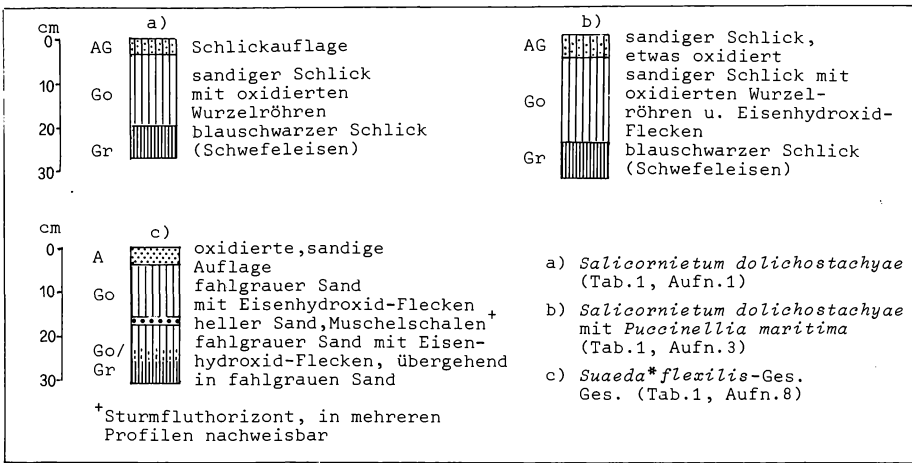 a)
cm
0
10
20
30
AG
Go
Gr
Schlickauflage
sandiger Schlick
mit oxidierten
Wurzelröhren
blauschwarzer Schlick
(Schwefeleisen)
b)
AG
Go
Gr
sandiger Schlick,
etwas oxidiert
sandiger Schlick mit
oxidierten Wurzel-
röhren u. Eisenhydroxid-
Flecken
blauschwarzer Schlick
(Schwefeleisen)
c)
cm
0
10
20
30
A
Go
Go/
Gr
oxidierte,sandige
Auflage
fahlgrauer Sand
mit Eisenhydroxid-Flecken
heller Sand,Muschelschalen+
fahlgrauer Sand mit Eisen-
hydroxid-Flecken, übergehend
in fahlgrauen Sand
+Sturmfluthorizont, in mehreren
Profilen nachweisbar
a) Salicornietum dolichostachyae
(Tab.1, Aufn.1)
b) Salicornietum dolichostachyae
mit Puccinellia maritima
(Tab.1, Aufn.3)
c) Suaeda*flexilis-Ges.
Ges. (Tab.1, Aufn.8)